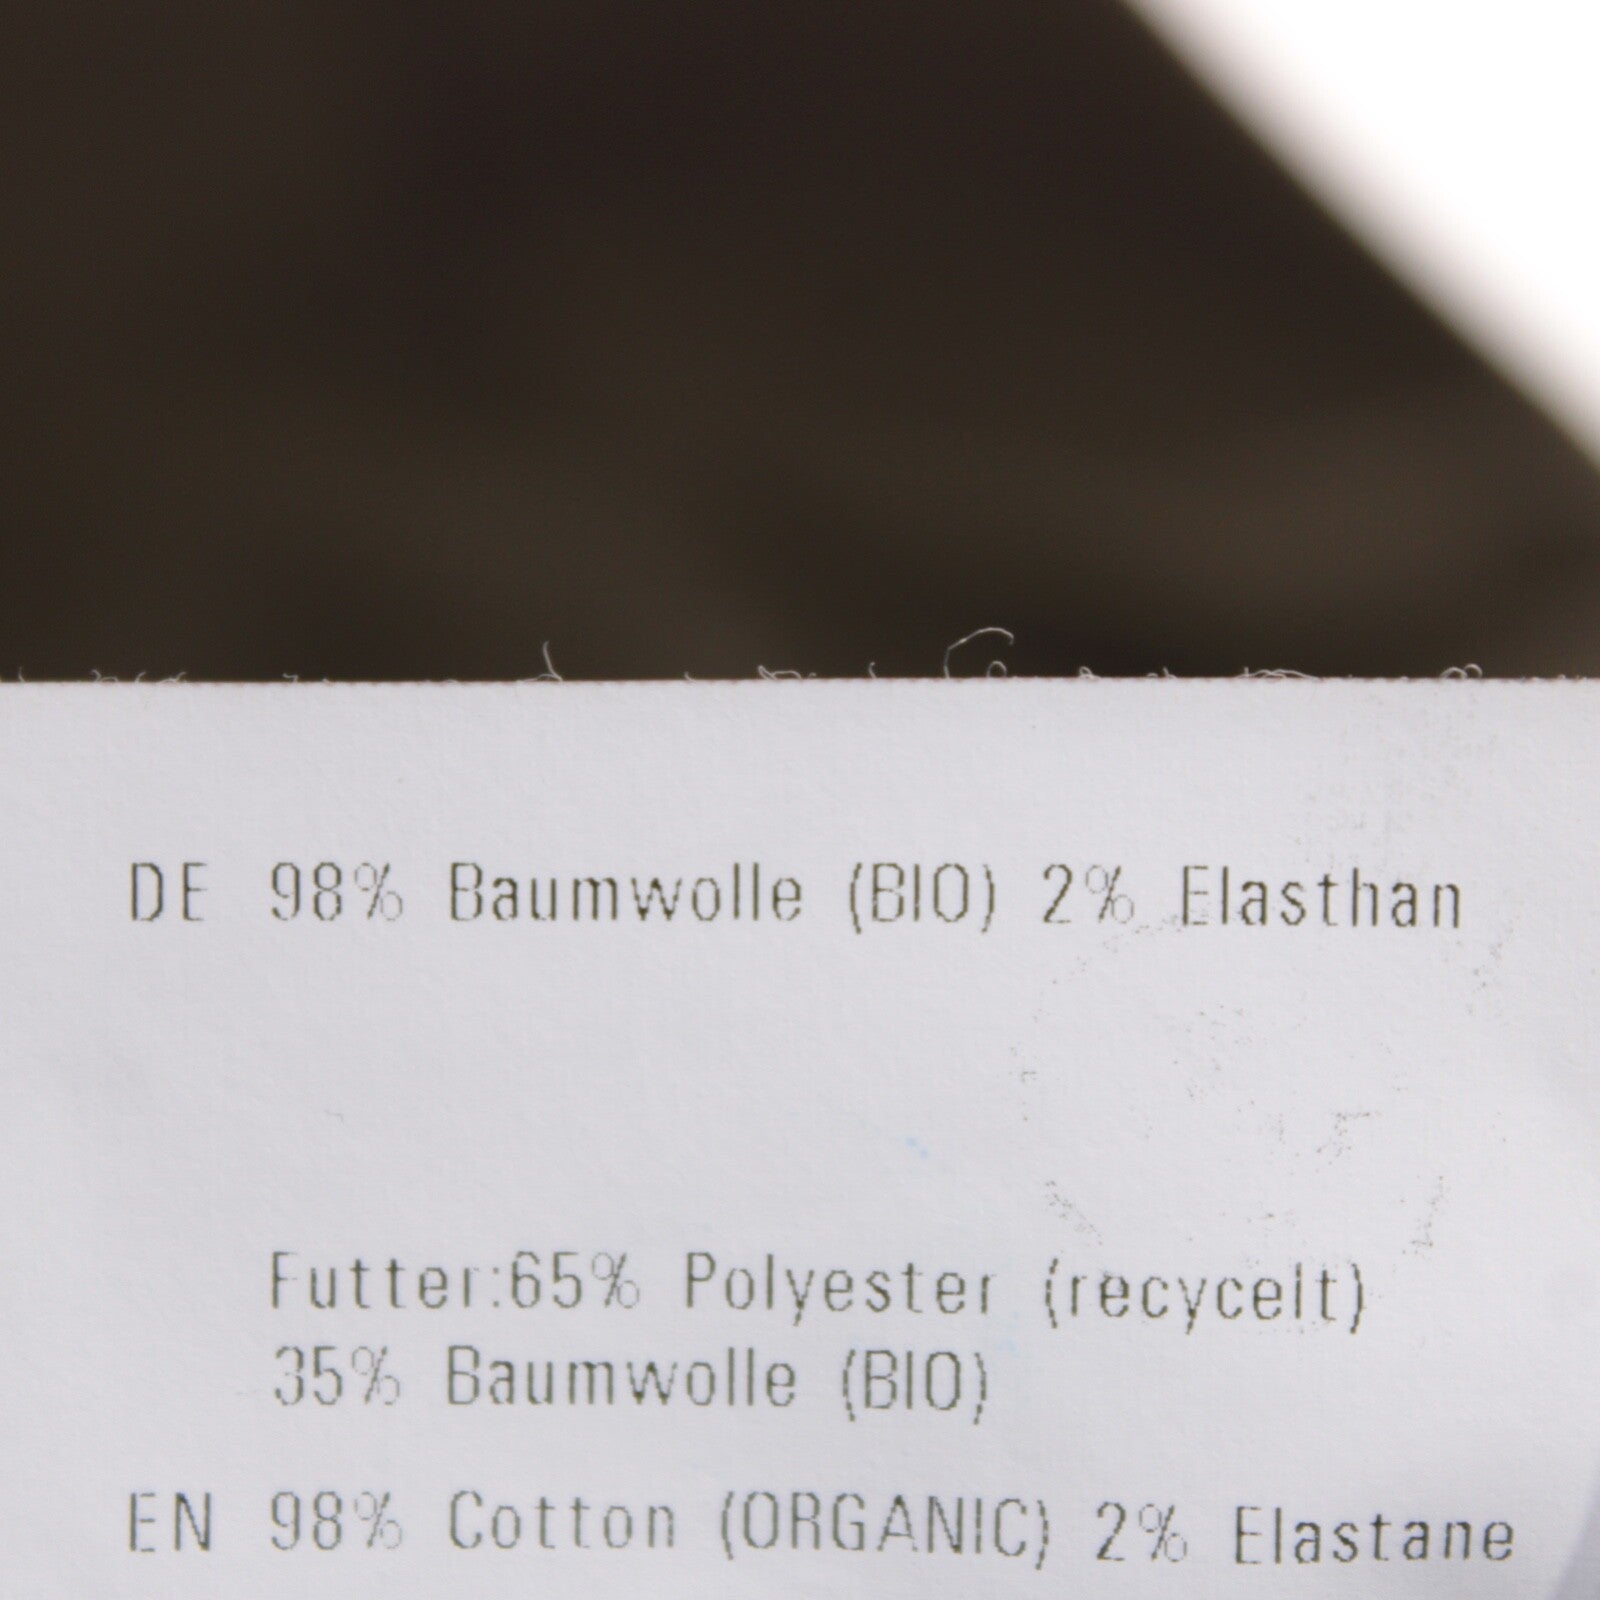 DE 98% Baumwolle (BIO) 2% Elasthan
Futter:65% Polyester (recycelt)
35% Baumwolle (BIO)
EN 98% Cotton (ORGANIC) 2% Elastane